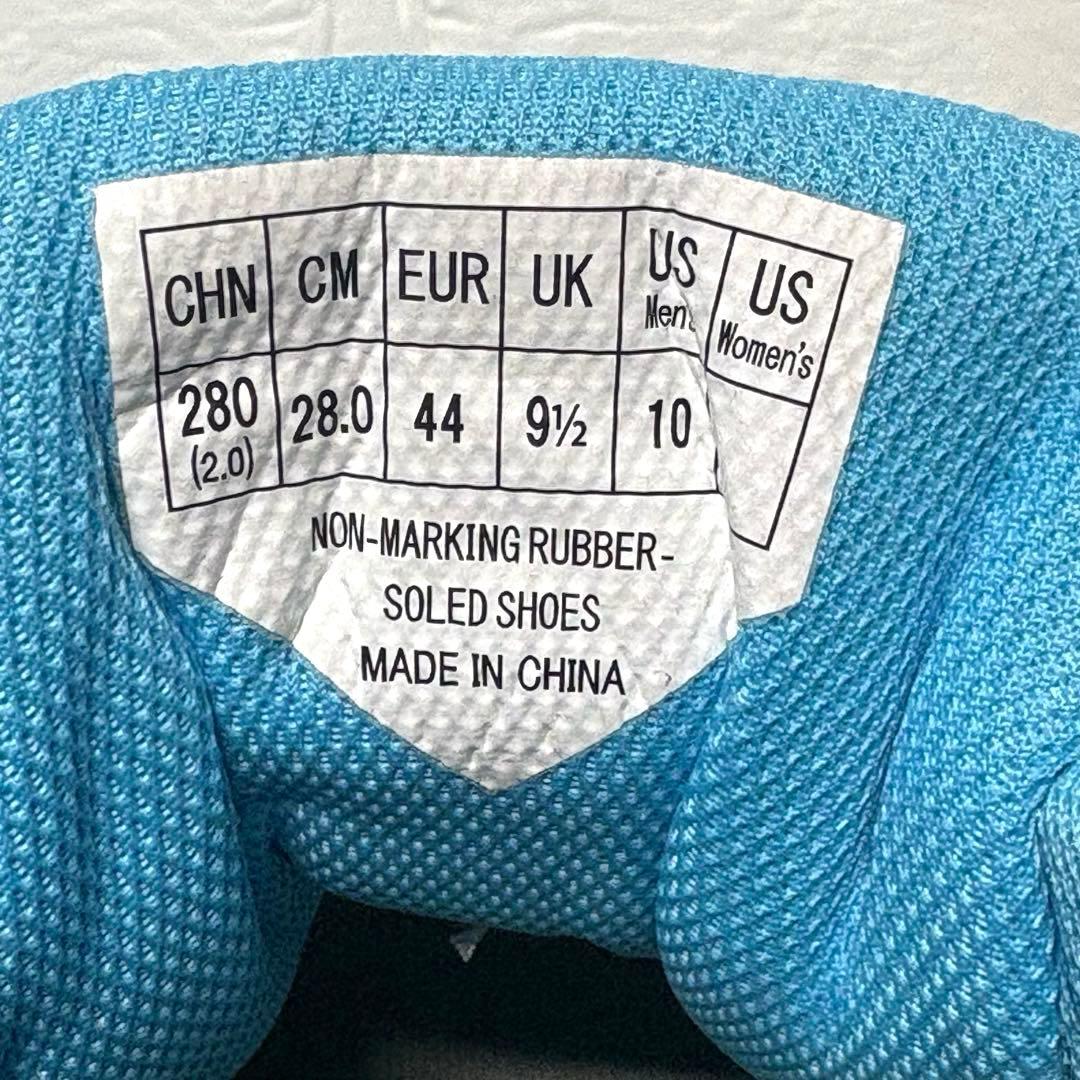 CHN CM EUR UK US Men's US Women's
280 (2.0) 28.0 44 9½ 10
NON-MARKING RUBBER-
SOLED SHOES
MADE IN CHINA